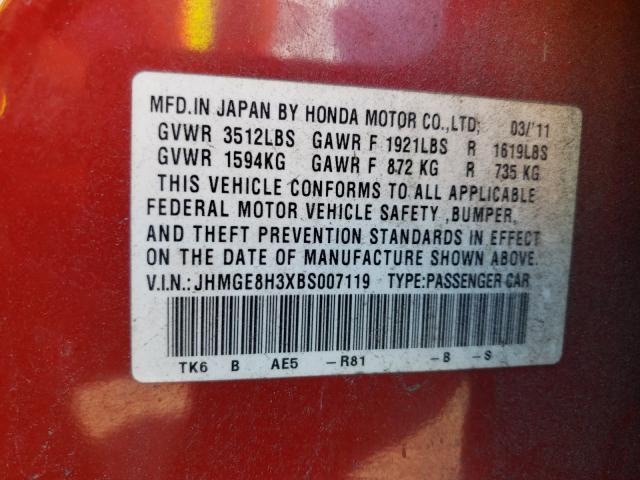 MFD.IN JAPAN BY HONDA MOTOR CO.,LTD; 03/'11
GVWR 3512LBS GAWR F 1921LBS R 1619LBS
GVWR 1594KG GAWR F 872 KG R 735 KG
THIS VEHICLE CONFORMS TO ALL APPLICABLE
FEDERAL MOTOR VEHICLE SAFETY ,BUMPER,
AND THEFT PREVENTION STANDARDS IN EFFECT
ON THE DATE OF MANUFACTURE SHOWN ABOVE.
V.I.N.:JHMGE8H3XBS007119 TYPE:PASSENGER CAR
TK6 B AE5 –R81 –B –S